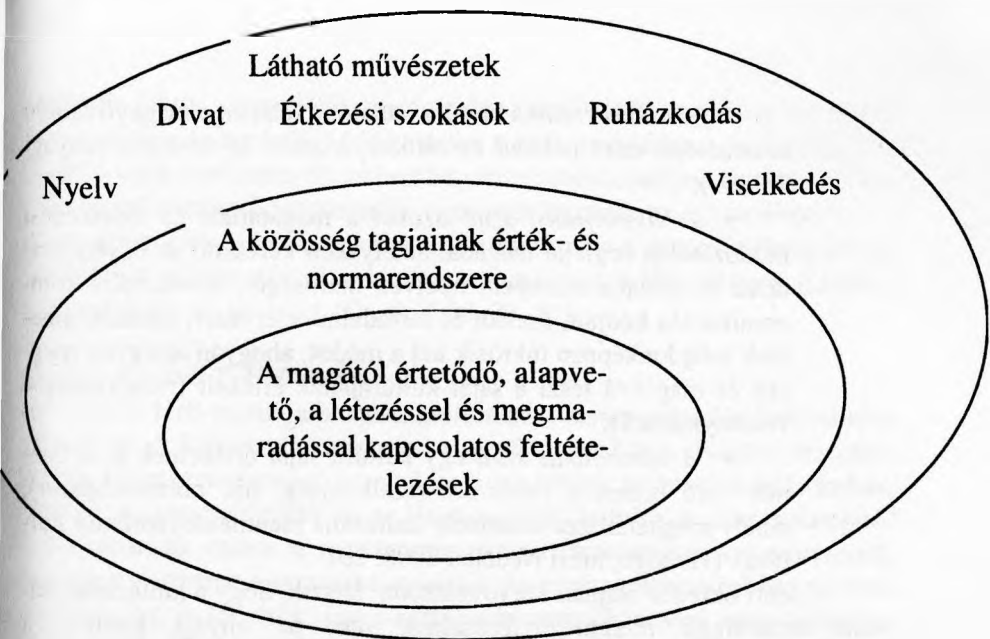 Látható művészetek
Divat Étkezési szokások Ruházkodás
Nyelv Viselkedés
A közösség tagjainak érték- és
normarendszere
A magától értetődő, alapve-
tő, a létezéssel és megma-
radással kapcsolatos feltéte-
lezések